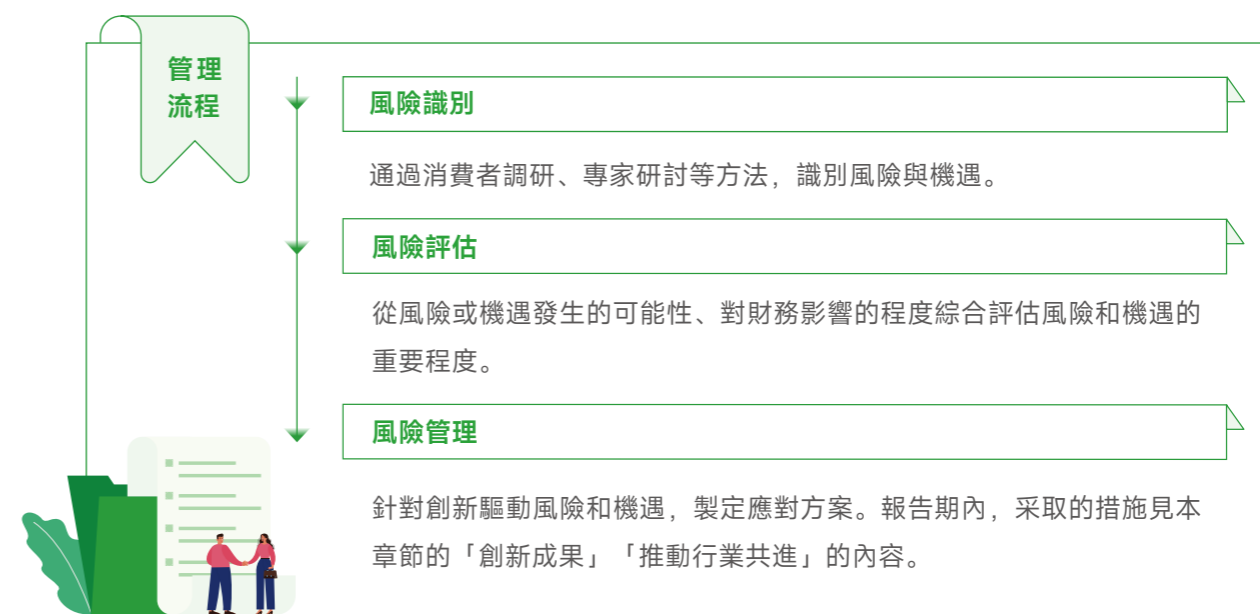 管理
流程
風險識別
通過消費者調研、專家研討等方法，識別風險與機遇。
風險評估
從風險或機遇發生的可能性、對財務影響的程度綜合評估風險和機遇的
重要程度。
風險管理
針對創新驅動風險和機遇，製定應對方案。報告期內，采取的措施見本
章節的「創新成果」「推動行業共進」的內容。